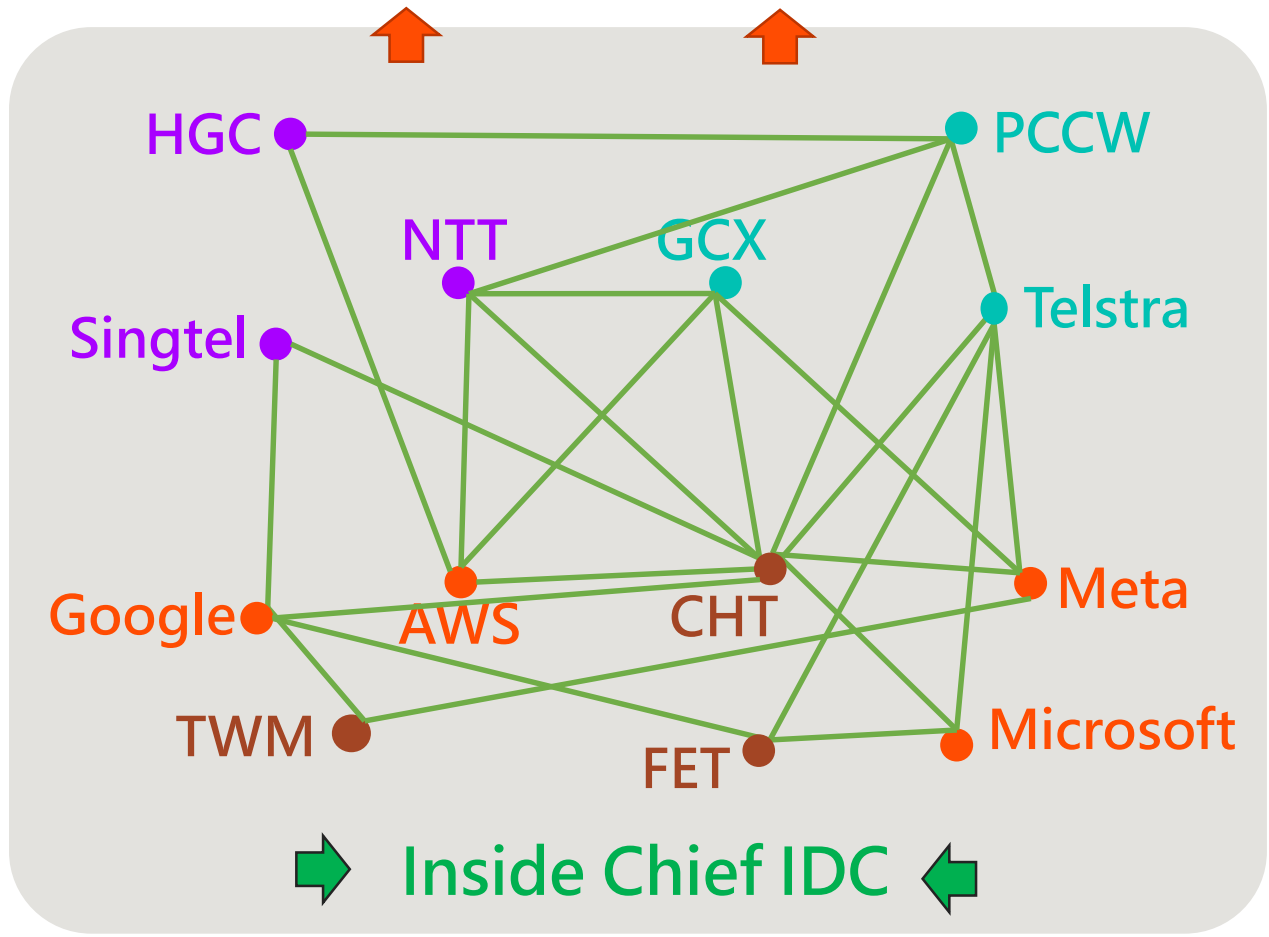 HGC
PCCW
NTT
GCX
Singtel
Telstra
Google
AWS
CHT
Meta
TWM
FET
Microsoft
Inside Chief IDC